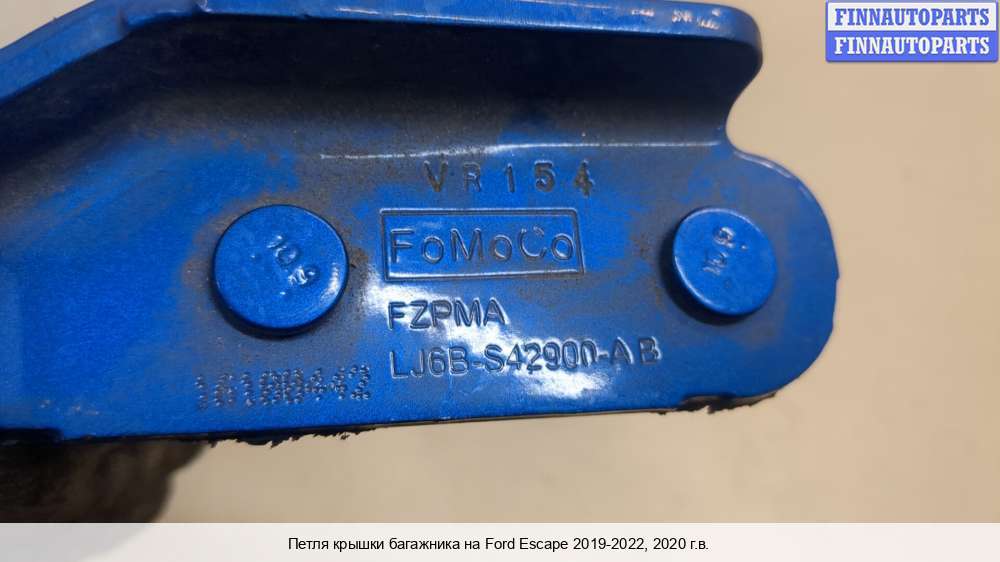 FINNAUTOPARTS
FINNAUTOPARTS
VR154
FoMoCo
10.9
FZPMA
LJ6B-S42900-AB
Петля крышки багажника на Ford Escape 2019-2022, 2020 г.в.